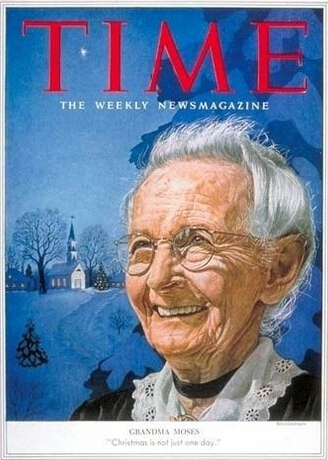 TIME
THE WEEKLY NEWSMAGAZINE
GRANDMA MOSES
"Christmas is not just one day."